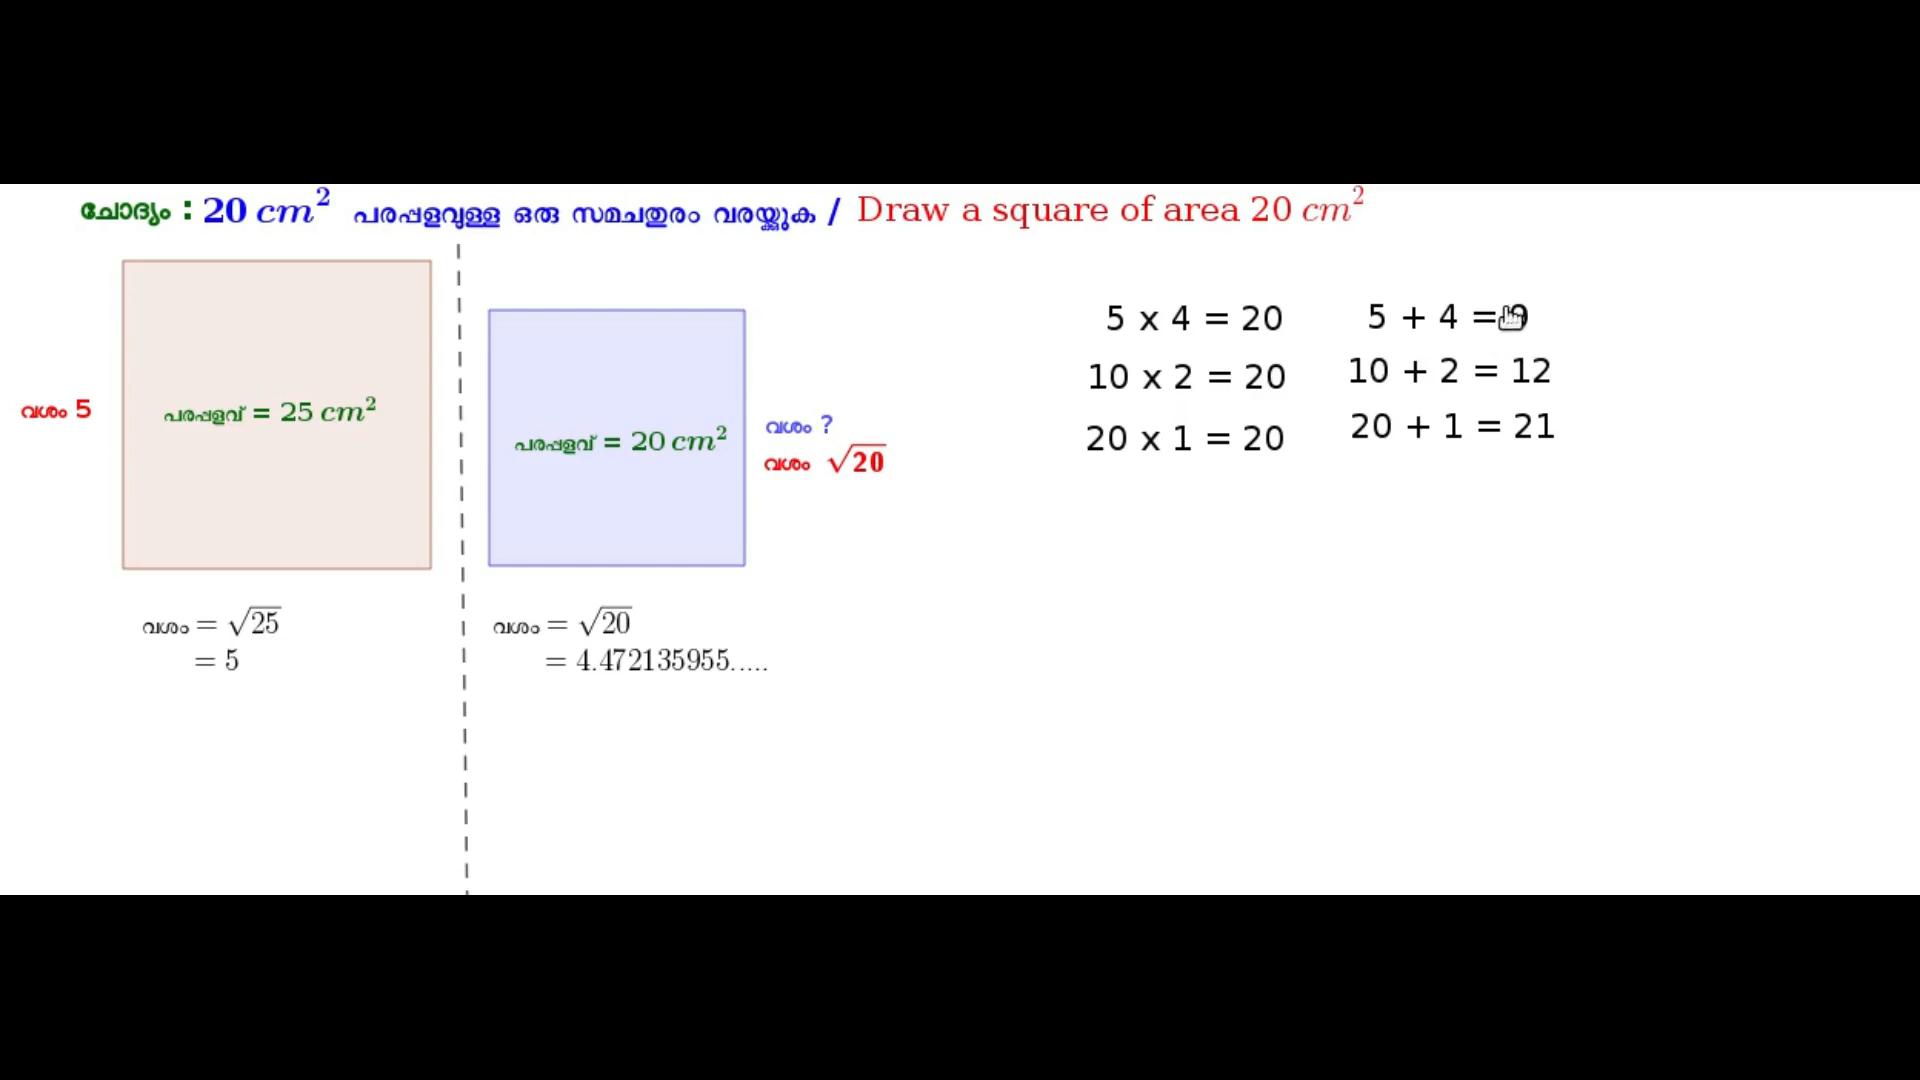 ചോദ്യം : 20 cm² പരപ്പളവുള്ള ഒരു സമചതുരം വരയ്ക്കുക / Draw a square of area 20 cm²
വശം 5
പരപ്പളവ് = 25 cm²
വശം = √25
= 5
പരപ്പളവ് = 20 cm²
വശം ?
വശം √20
വശം = √20
= 4.472135955.....
5 x 4 = 20
5 + 4 = 9
10 x 2 = 20
10 + 2 = 12
20 x 1 = 20
20 + 1 = 21